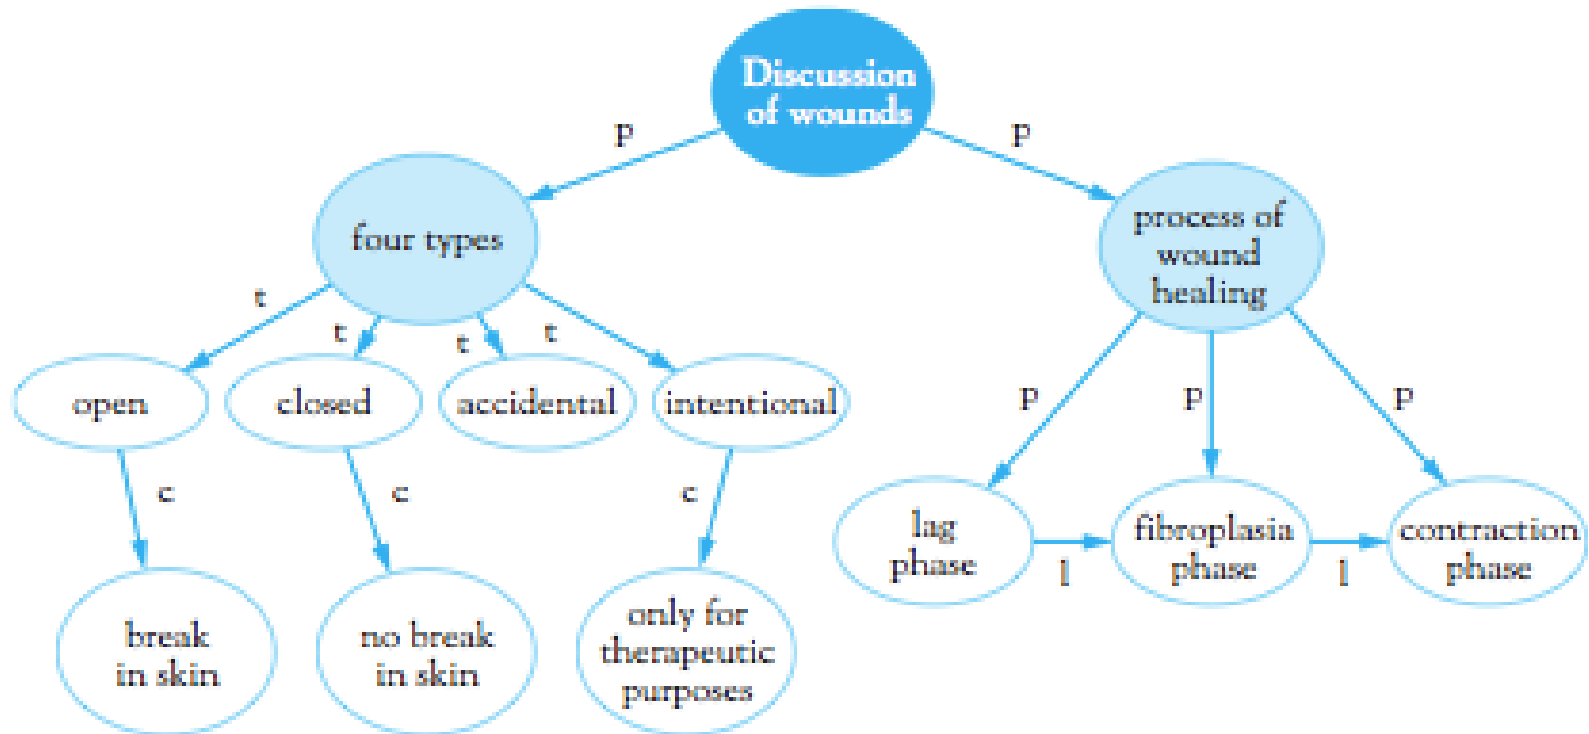 Discussion
of wounds
p
p
four types
process of
wound
healing
t
t
t
t
open
closed
accidental
intentional
p
p
p
c
c
c
lag
phase
l
fibroplasia
phase
l
contraction
phase
break
in skin
no break
in skin
only for
therapeutic
purposes